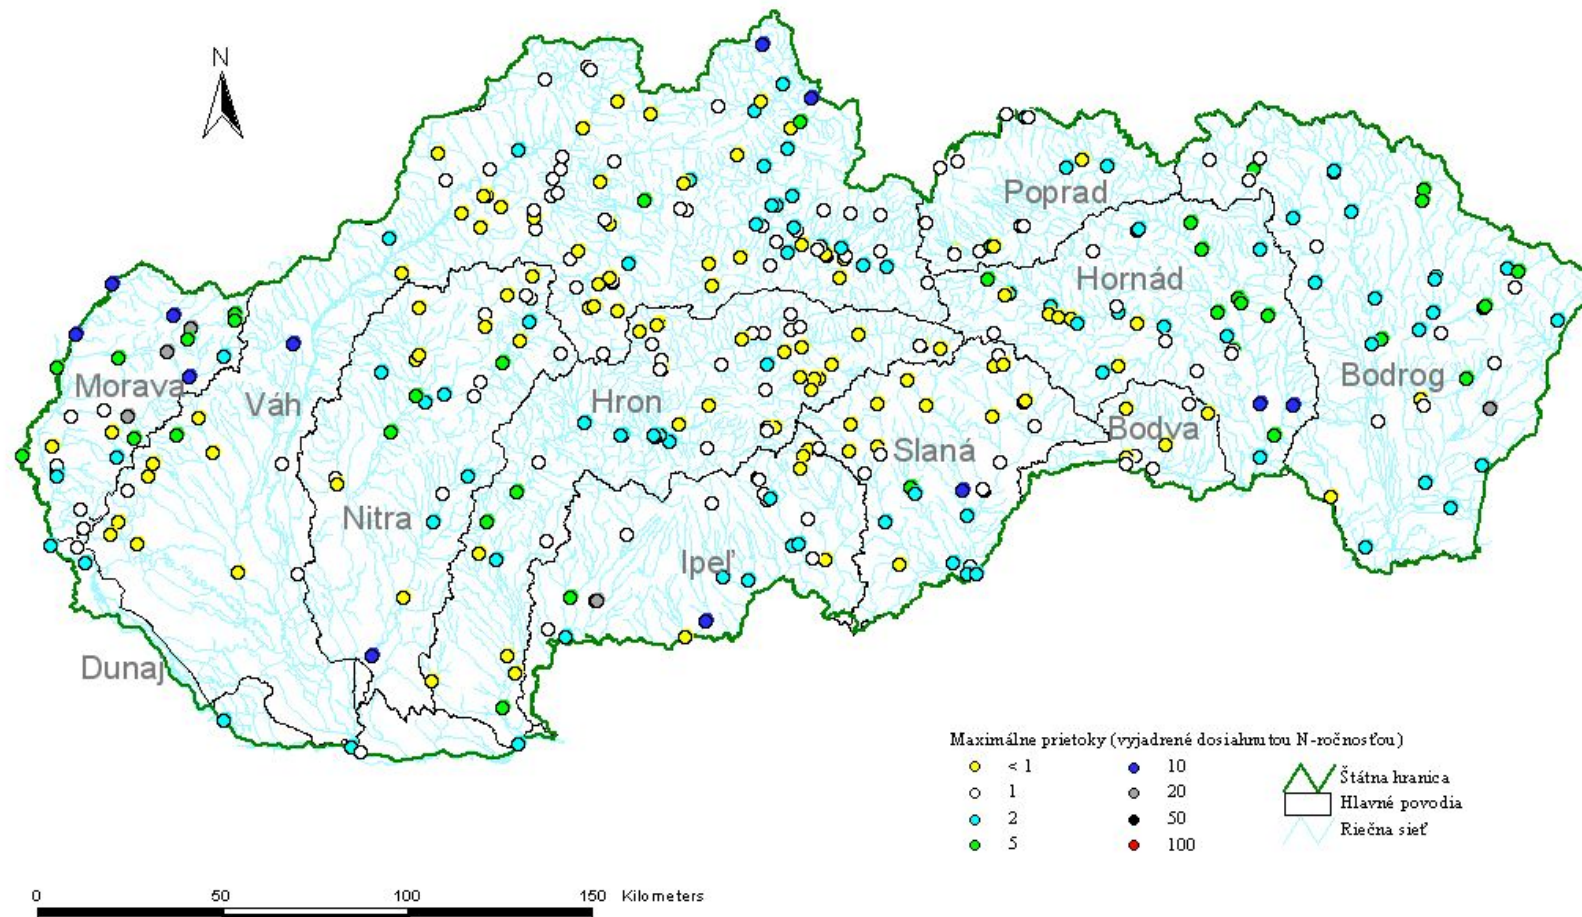 N
Poprad
Hornád
Bodrog
Morava
Váh
Hron
Slaná
Bodva
Nitra
Ipeľ
Dunaj
Maximálne prietoky (vyjadrené dosiahnutou N-ročnosťou)
< 1
10
Štátna hranica
1
20
Hlavné povodia
2
50
Riečna sieť
5
100
0 50 100 150 Kilometers